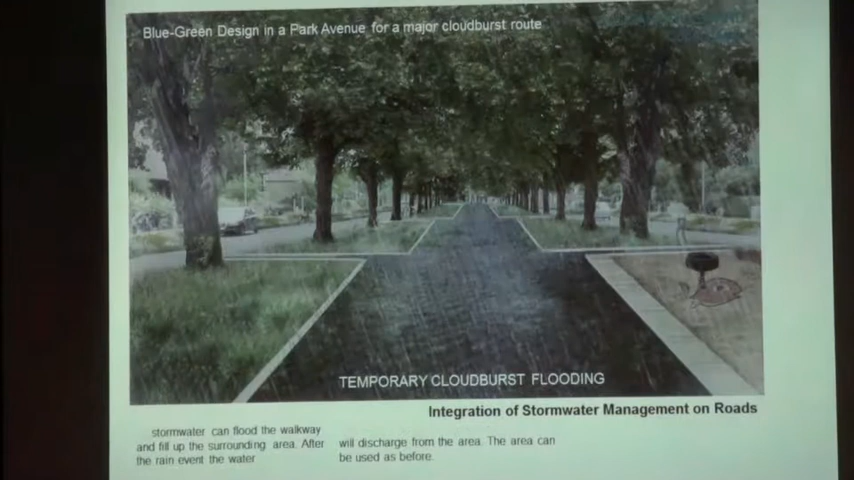 Blue-Green Design in a Park Avenue for a major cloudburst route
TEMPORARY CLOUDBURST FLOODING
Integration of Stormwater Management on Roads
stormwater can flood the walkway
and fill up the surrounding area. After
the rain event the water
will discharge from the area. The area can
be used as before.